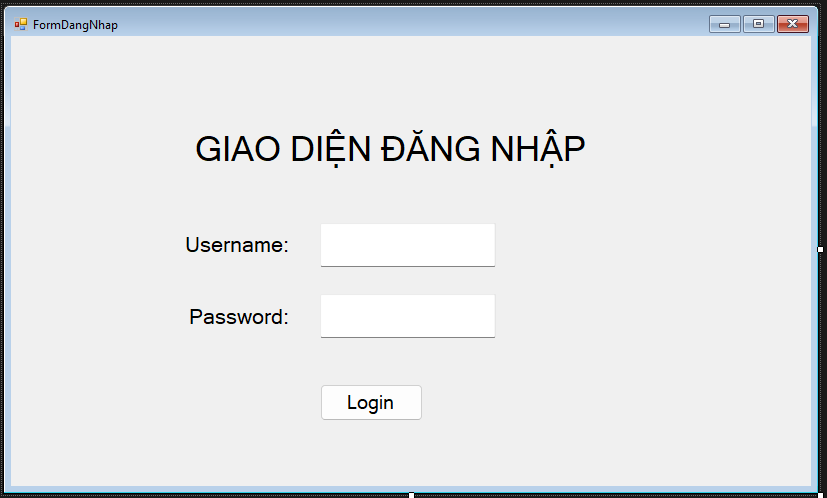 FormDangNhap
GIAO DIỆN ĐĂNG NHẬP
Username:
Password:
Login